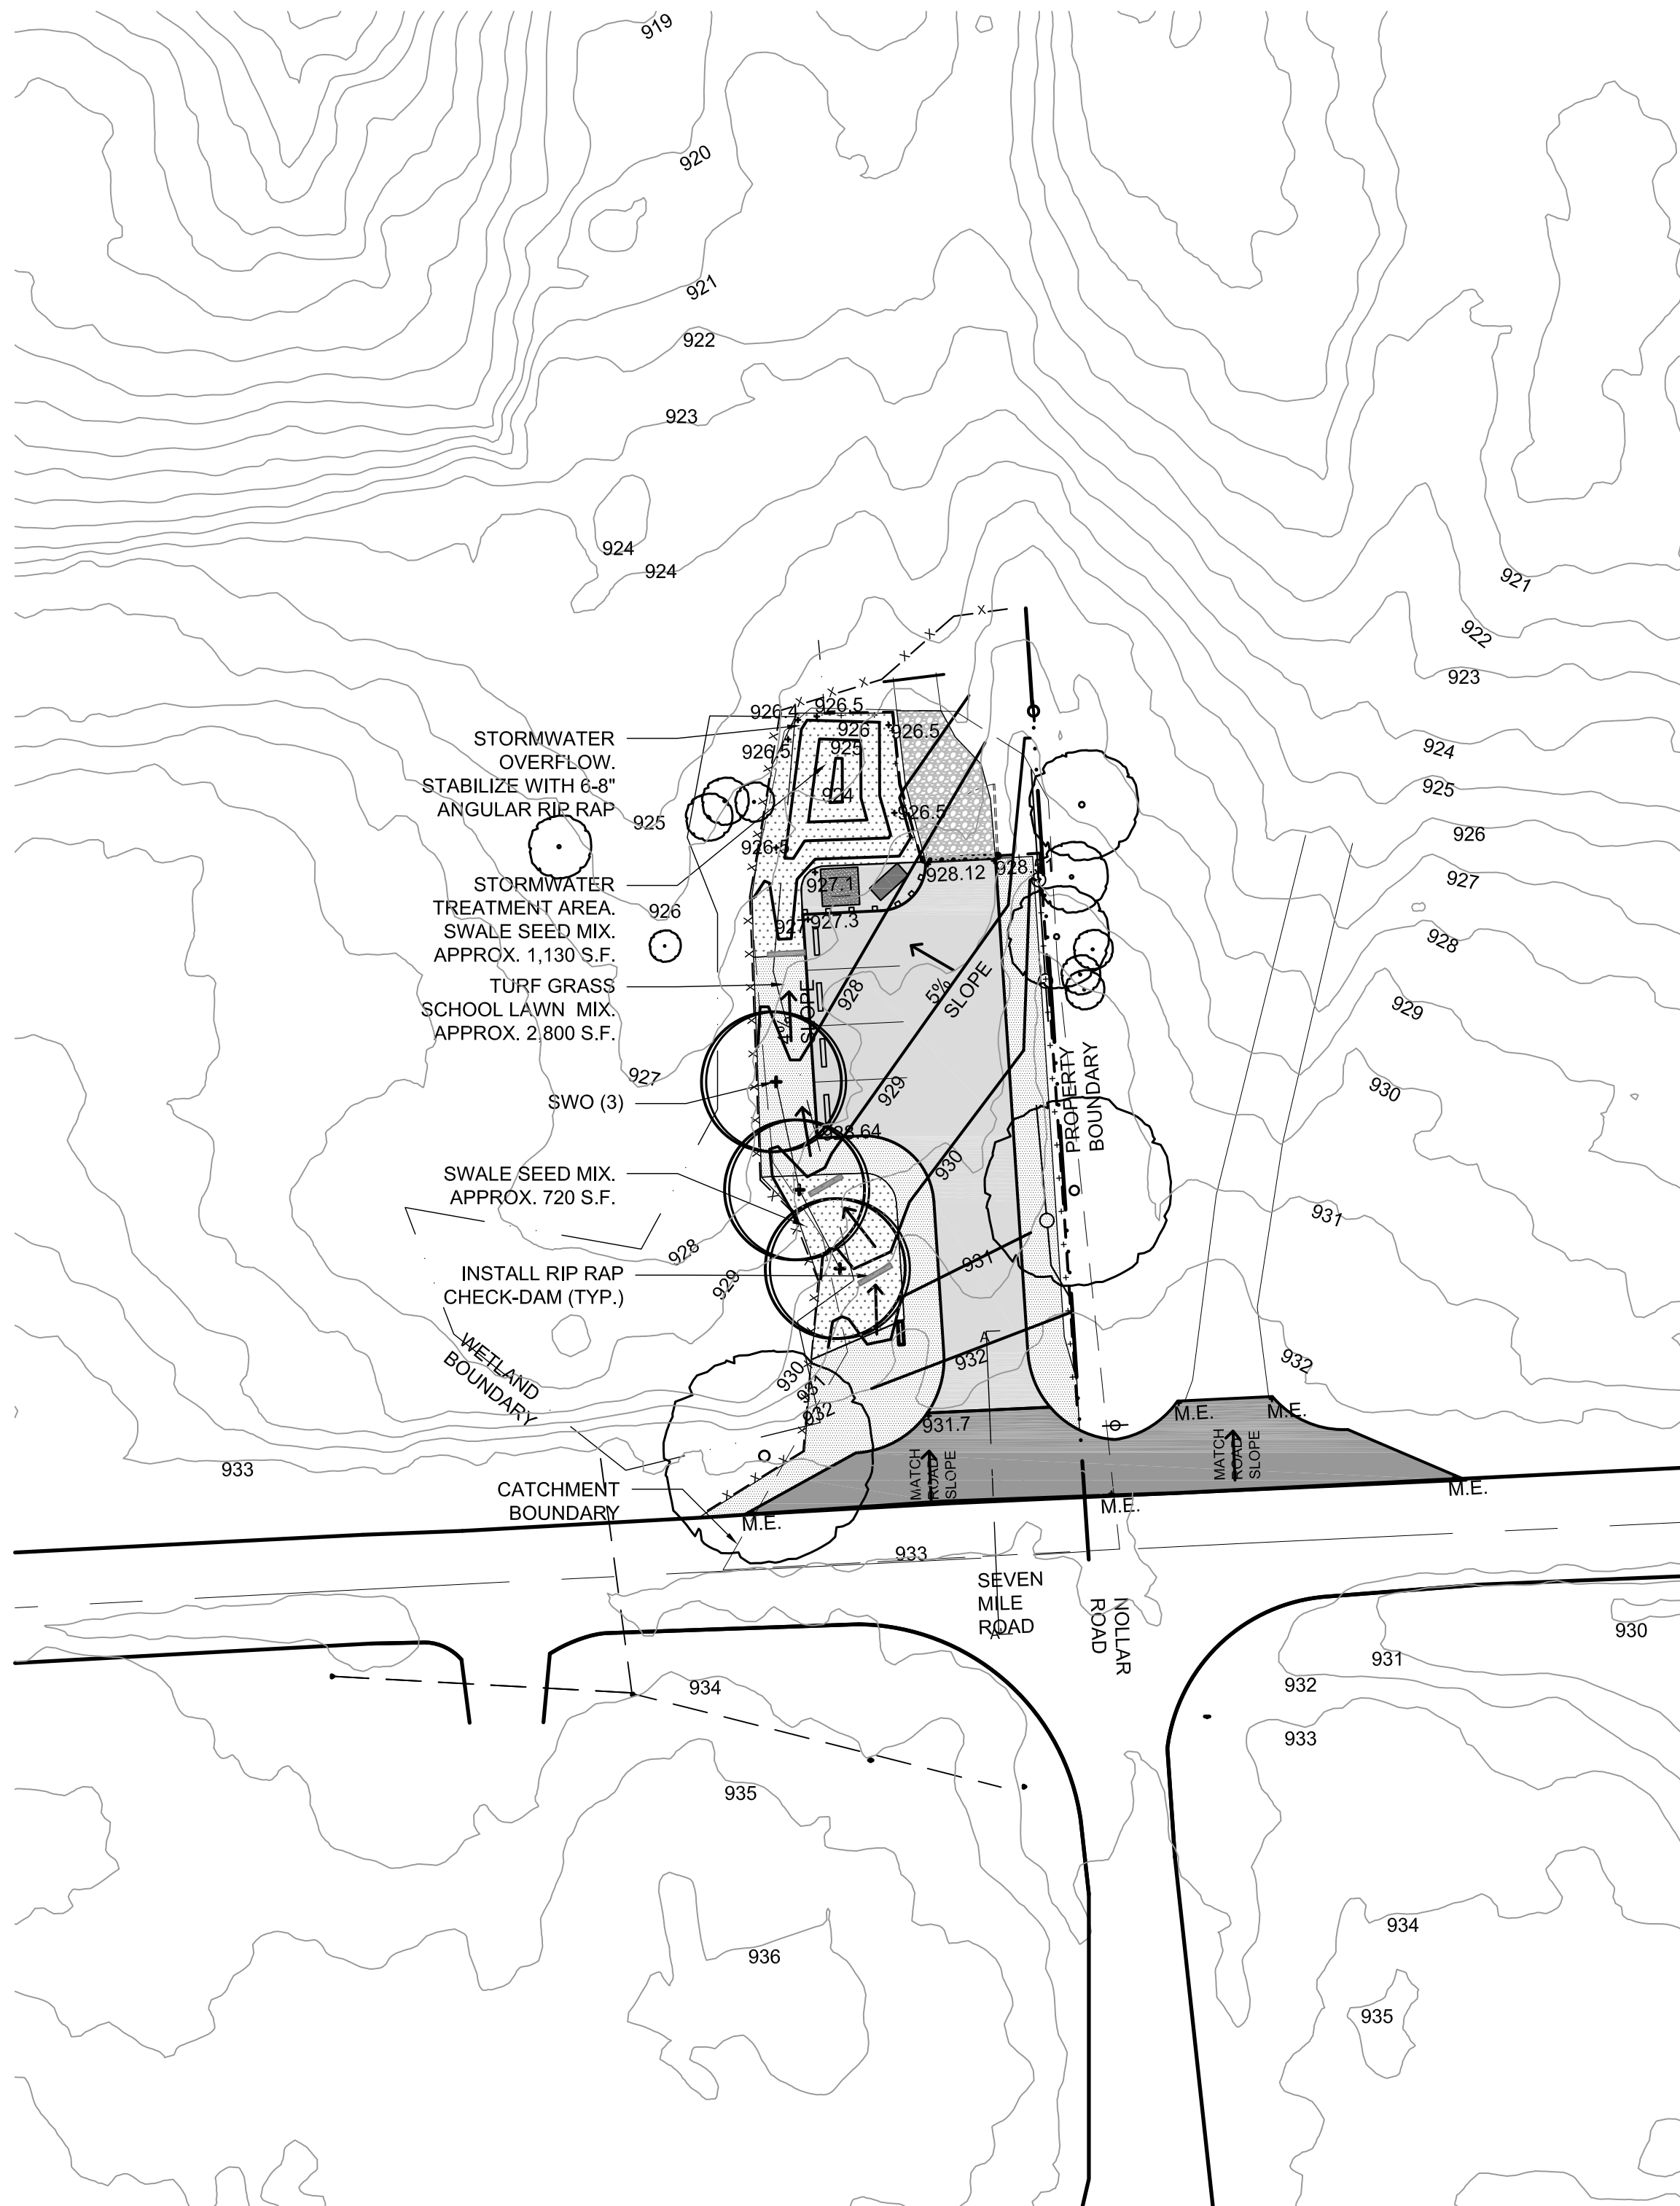 919
920
921
922
923
924
924
921
922
923
924
925
926
927
928
929
930
931
932
926.4
926.5
926.5
926
926.5
925
924
926.5
926.5
STORMWATER
OVERFLOW.
STABILIZE WITH 6-8"
ANGULAR RIP RAP
925
STORMWATER
TREATMENT AREA.
SWALE SEED MIX.
APPROX. 1,130 S.F.
926
927.1
928.12
927
927.3
TURF GRASS
SCHOOL LAWN MIX.
APPROX. 2,800 S.F.
SLOPE
928
5%
SLOPE
927
SWO (3)
929
PROPERTY
BOUNDARY
928.64
930
SWALE SEED MIX.
APPROX. 720 S.F.
928
929
931
INSTALL RIP RAP
CHECK-DAM (TYP.)
WETLAND
BOUNDARY
930
931
932
A
932
931.7
M.E.
M.E.
933
MATCH
ROAD
SLOPE
MATCH
ROAD
SLOPE
CATCHMENT
BOUNDARY
M.E.
M.E.
M.E.
933
SEVEN
MILE
ROAD
A'
NOLLAR
ROAD
930
931
932
933
934
935
936
934
935